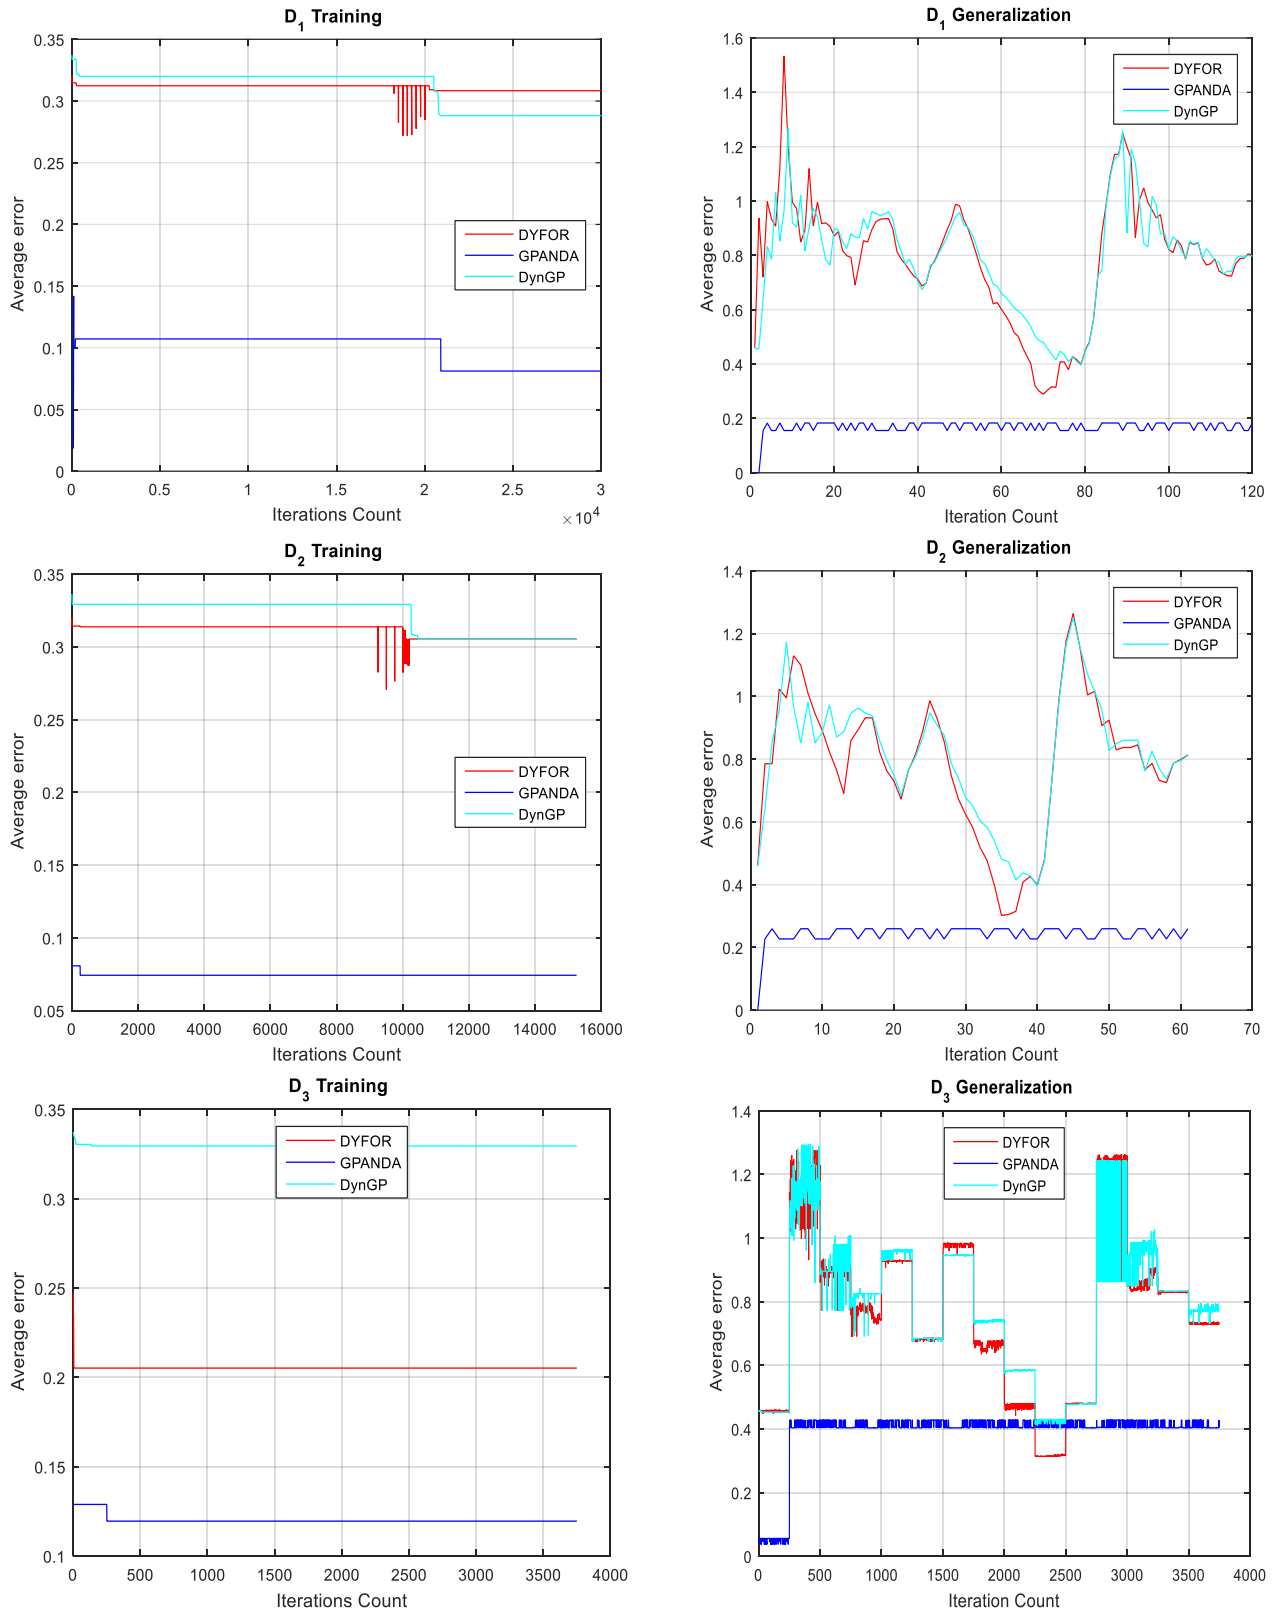 D1 Training
0.35
0.3
0.25
0.2
0.15
0.1
0.05
0
Average error
DYFOR
GPANDA
DynGP
0 0.5 1 1.5 2 2.5 3
Iterations Count
×10^4
D1 Generalization
1.6
1.4
1.2
1
0.8
0.6
0.4
0.2
0
Average error
DYFOR
GPANDA
DynGP
0 20 40 60 80 100 120
Iteration Count
D2 Training
0.35
0.3
0.25
0.2
0.15
0.1
0.05
Average error
DYFOR
GPANDA
DynGP
0 2000 4000 6000 8000 10000 12000 14000 16000
Iterations Count
D2 Generalization
1.4
1.2
1
0.8
0.6
0.4
0.2
0
Average error
DYFOR
GPANDA
DynGP
0 10 20 30 40 50 60 70
Iteration Count
D3 Training
0.35
0.3
0.25
0.2
0.15
0.1
Average error
DYFOR
GPANDA
DynGP
0 500 1000 1500 2000 2500 3000 3500 4000
Iterations Count
D3 Generalization
1.4
1.2
1
0.8
0.6
0.4
0.2
0
Average error
DYFOR
GPANDA
DynGP
0 500 1000 1500 2000 2500 3000 3500 4000
Iteration Count